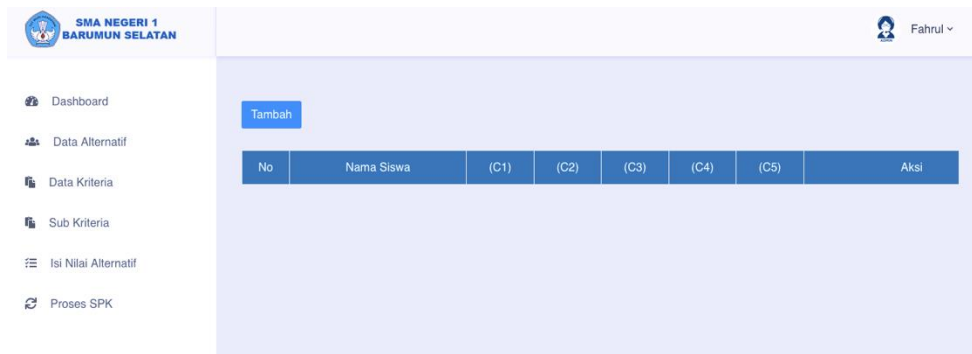 SMA NEGERI 1
BARUMUN SELATAN
Fahrul
Dashboard
Data Alternatif
Data Kriteria
Sub Kriteria
Isi Nilai Alternatif
Proses SPK
Tambah
No Nama Siswa (C1) (C2) (C3) (C4) (C5) Aksi